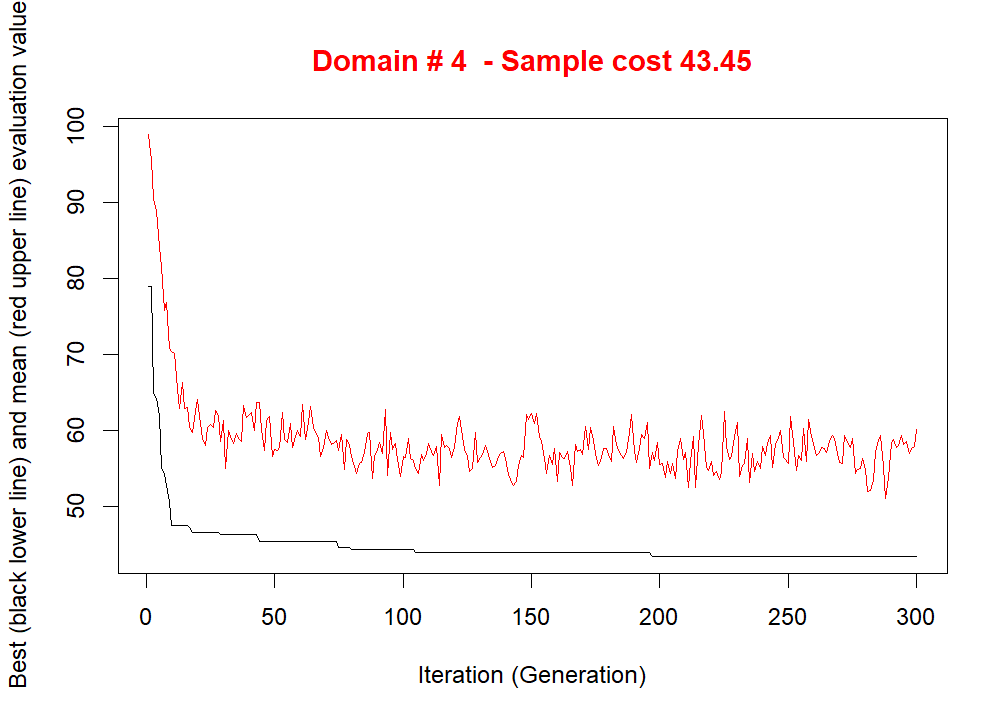 Domain # 4  - Sample cost 43.45
Best (black lower line) and mean (red upper line) evaluation value
100
90
80
70
60
50
0 50 100 150 200 250 300
Iteration (Generation)